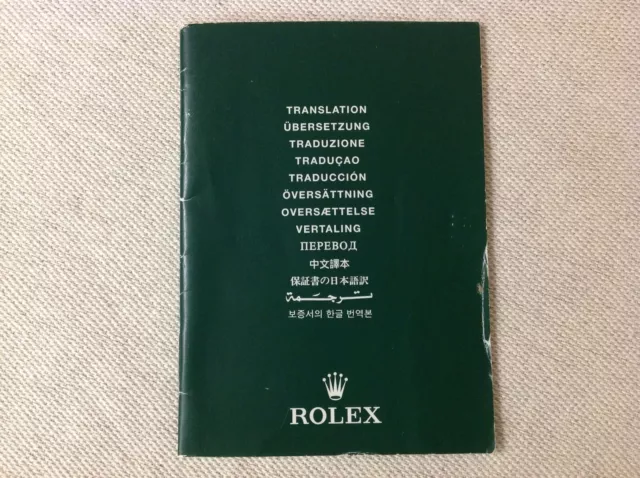 TRANSLATION
ÜBERSETZUNG
TRADUZIONE
TRADUÇAO
TRADUCCIÓN
ÖVERSÄTTNING
OVERSÆTTELSE
VERTALING
ПЕРЕВОД
中文譯本
保証書の日本語訳
ترجمة
보증서의 한글 번역본
ROLEX